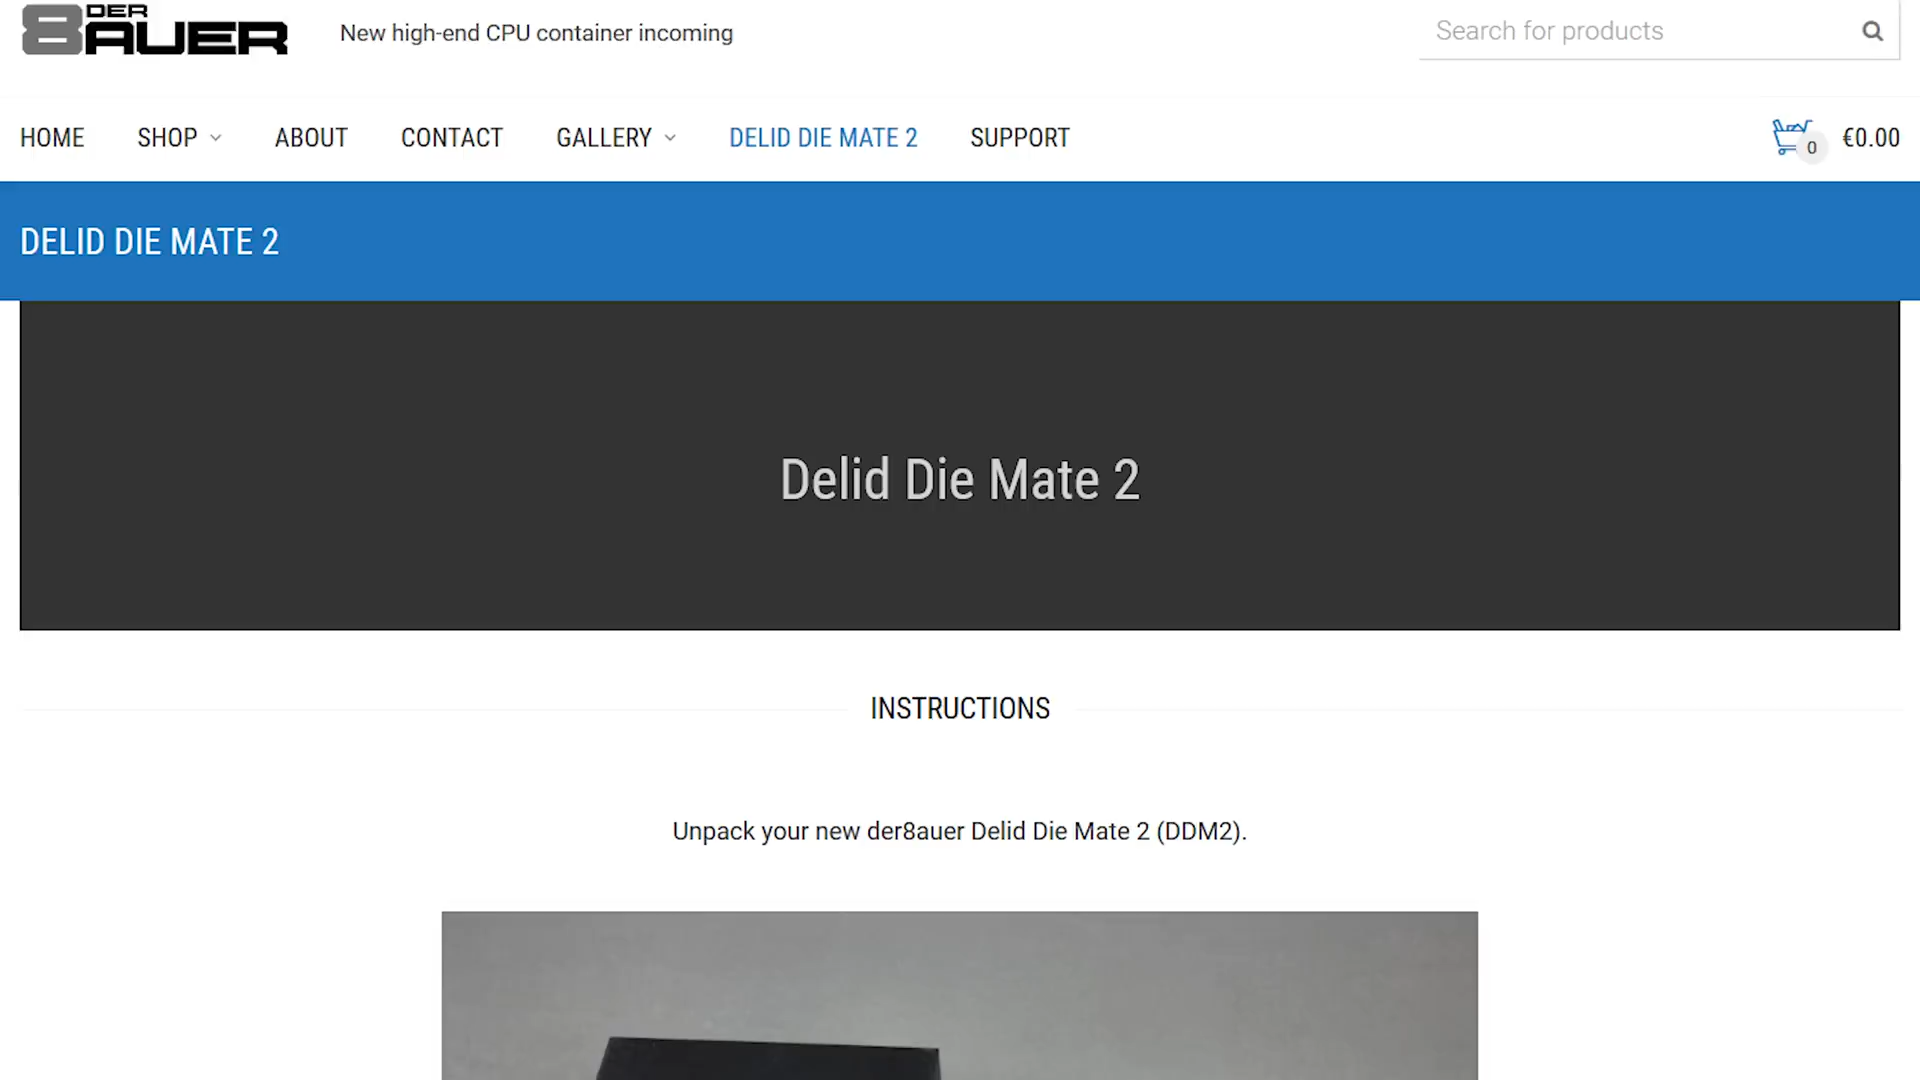 DER
8AUER
New high-end CPU container incoming
Search for products
HOME SHOP ABOUT CONTACT GALLERY DELID DIE MATE 2 SUPPORT 0 €0.00
DELID DIE MATE 2
Delid Die Mate 2
INSTRUCTIONS
Unpack your new der8auer Delid Die Mate 2 (DDM2).